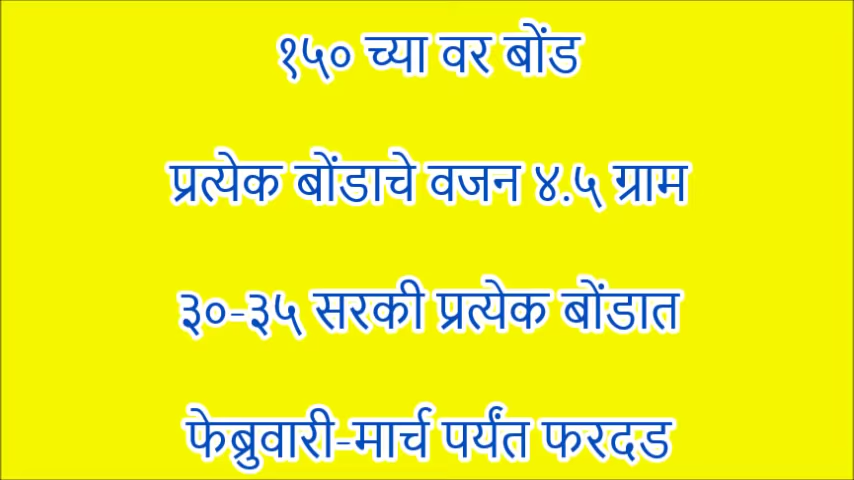 १५० च्या वर बोंड
प्रत्येक बोंडाचे वजन ४.५ ग्राम
३०-३५ सरकी प्रत्येक बोंडात
फेब्रुवारी-मार्च पर्यंत फरदड